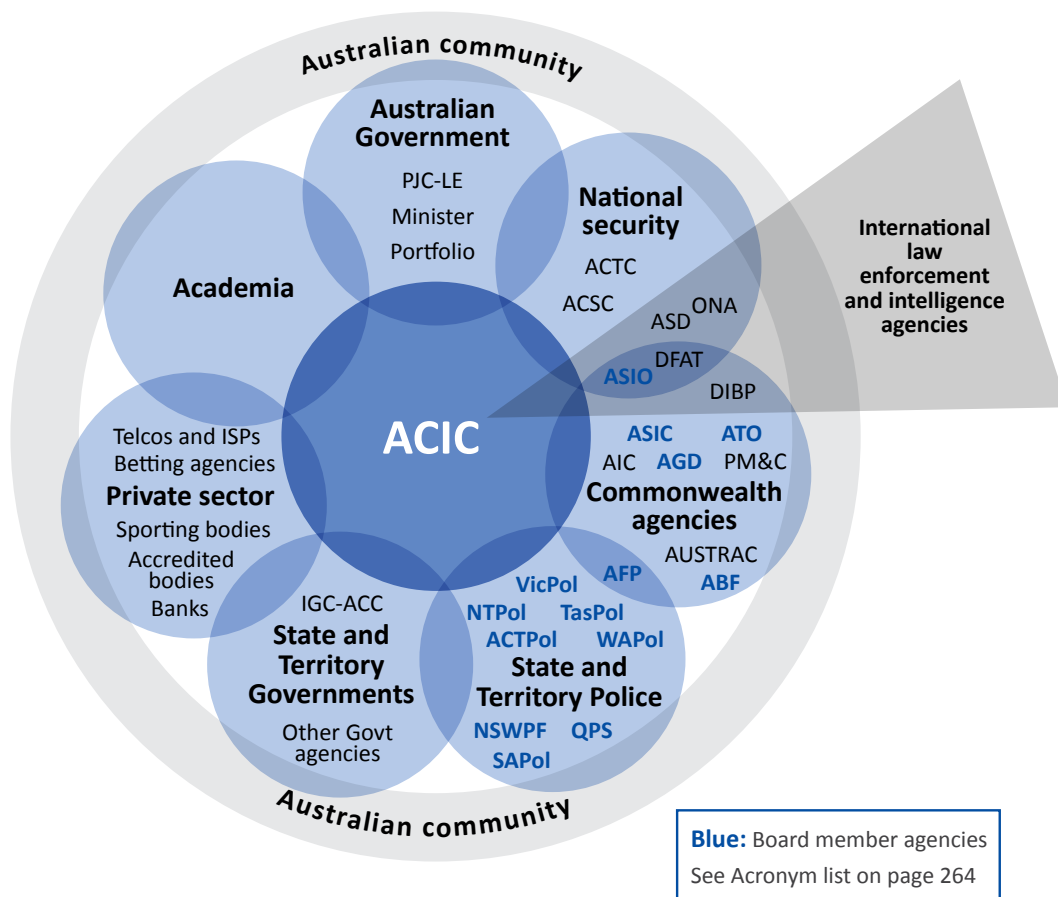 Australian community
Australian
Government
PJC-LE
Minister
Portfolio
National
security
ACTC
ACSC
ASD
ONA
DFAT
ASIO
DIBP
International
law
enforcement
and intelligence
agencies
Academia
ACIC
ASIC
ATO
AIC
AGD
PM&C
Commonwealth
agencies
AUSTRAC
ABF
Telcos and ISPs
Betting agencies
Private sector
Sporting bodies
Accredited
bodies
Banks
IGC-ACC
State and
Territory
Governments
Other Govt
agencies
AFP
VicPol
NTPol
TasPol
ACTPol
WAPol
State and
Territory Police
NSWPF
QPS
SAPol
Australian community
Blue: Board member agencies
See Acronym list on page 264